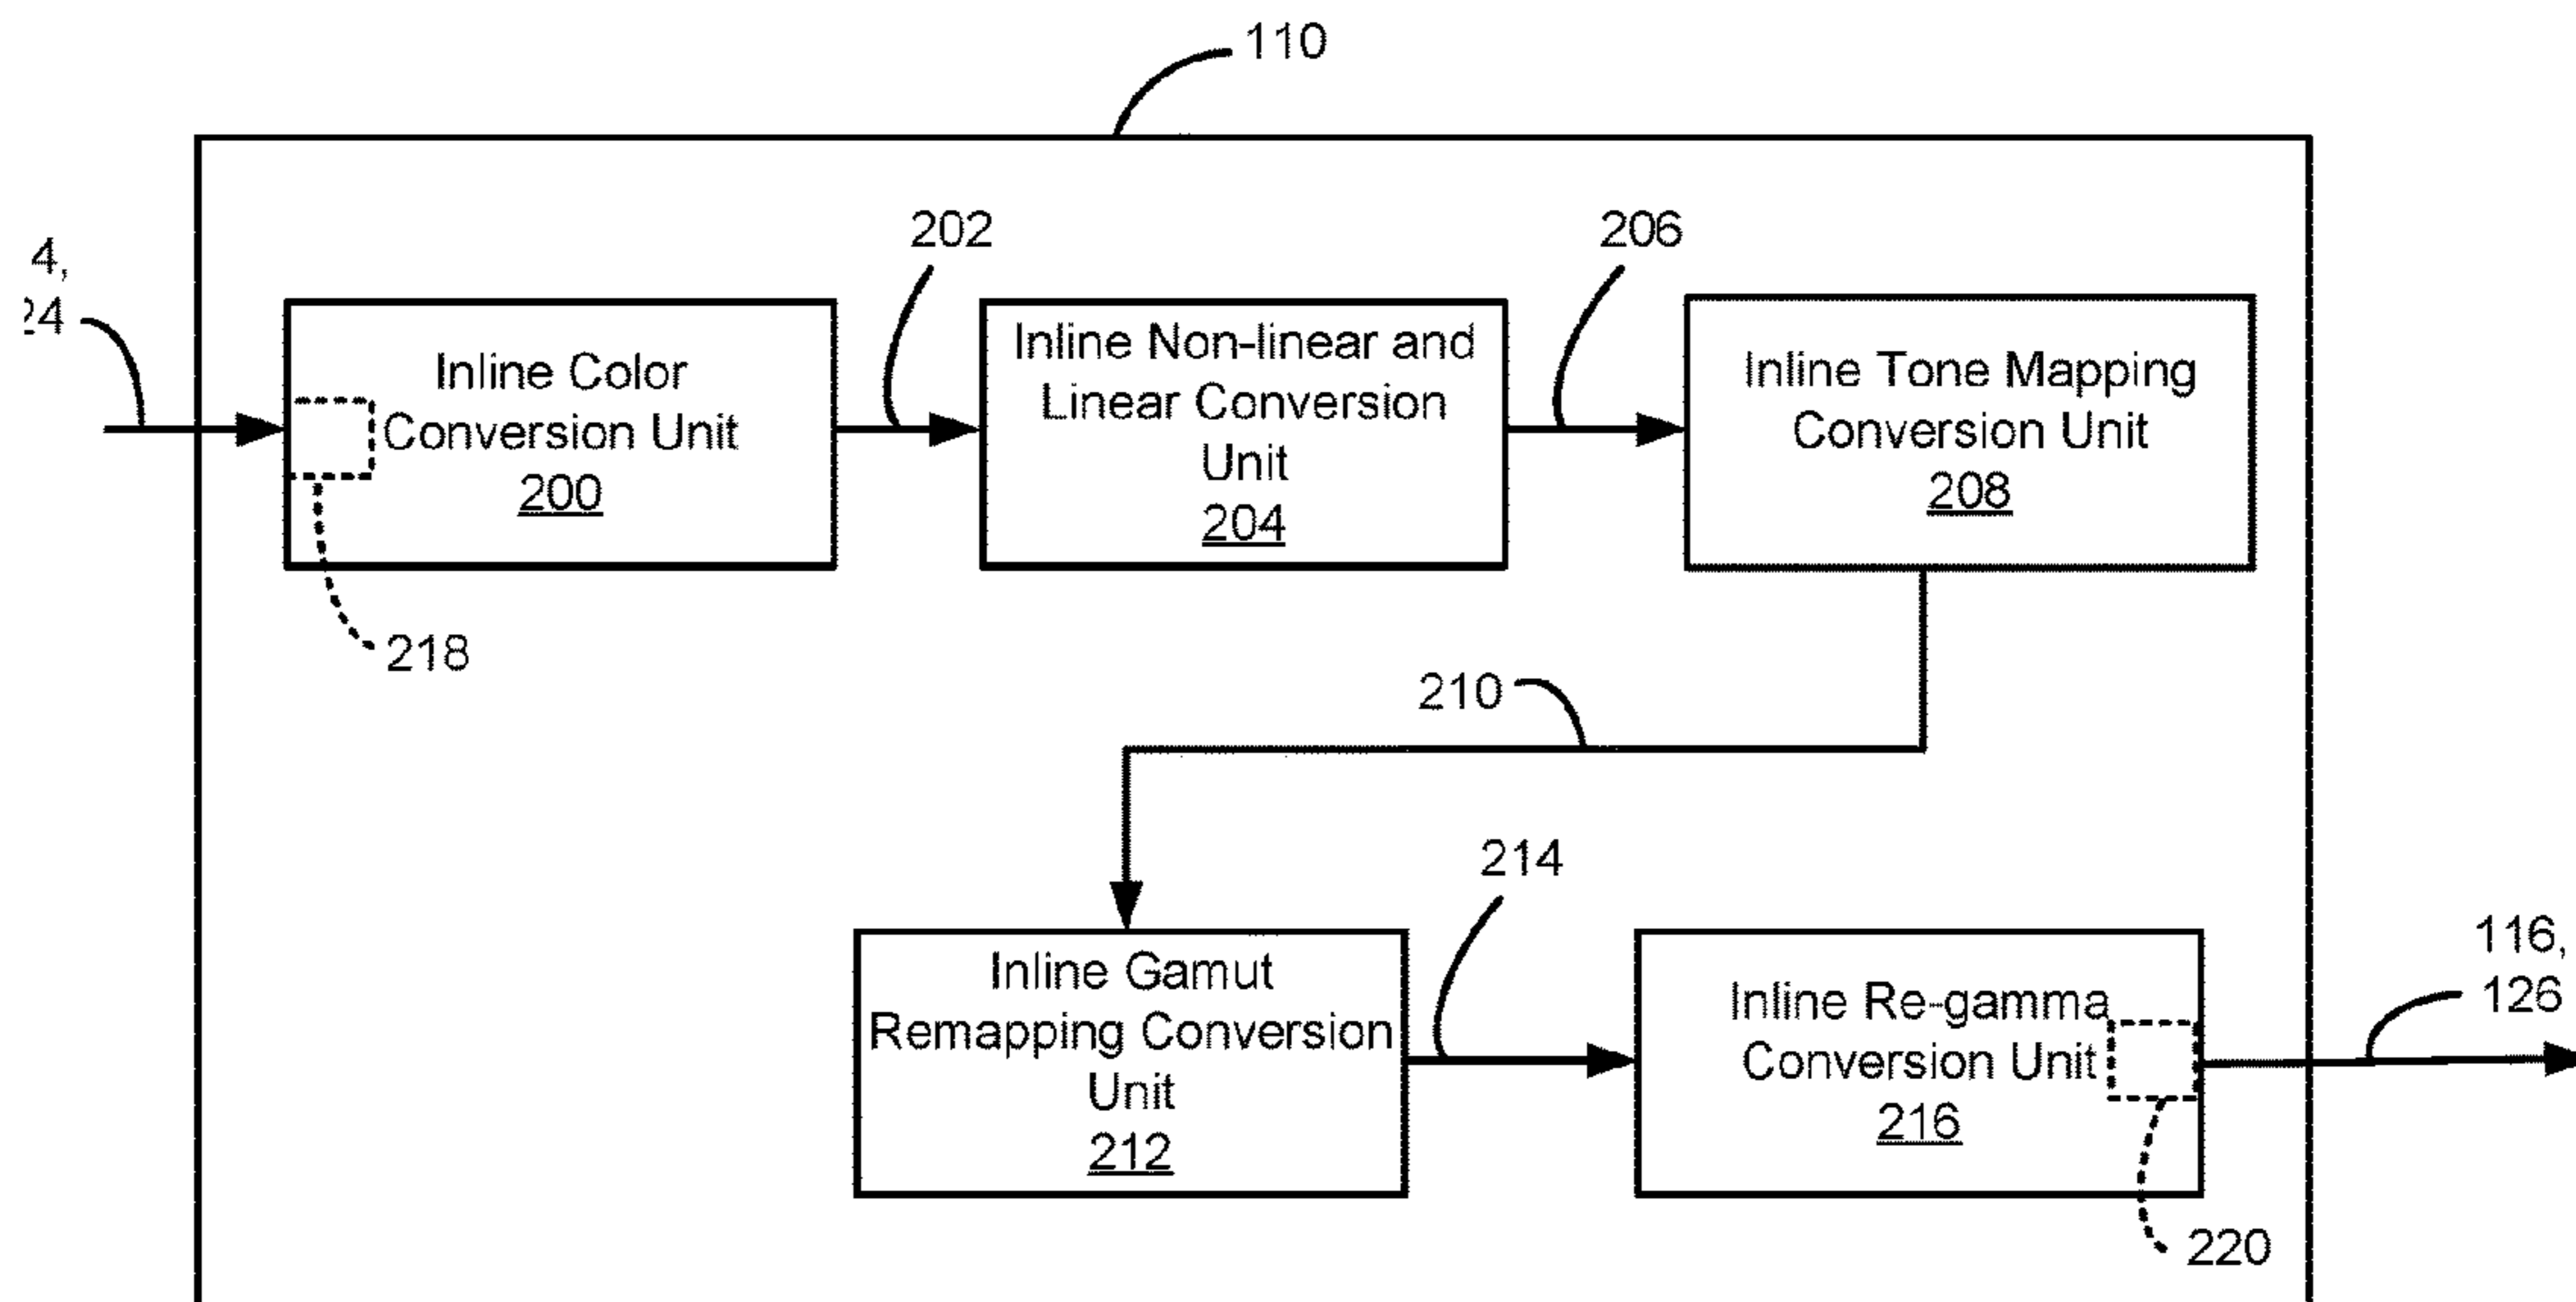 110
202
206
4,
24
Inline Color
Conversion Unit
200
Inline Non-linear and
Linear Conversion
Unit
204
Inline Tone Mapping
Conversion Unit
208
218
210
214
Inline Gamut
Remapping Conversion
Unit
212
Inline Re-gamma
Conversion Unit
216
116,
126
220